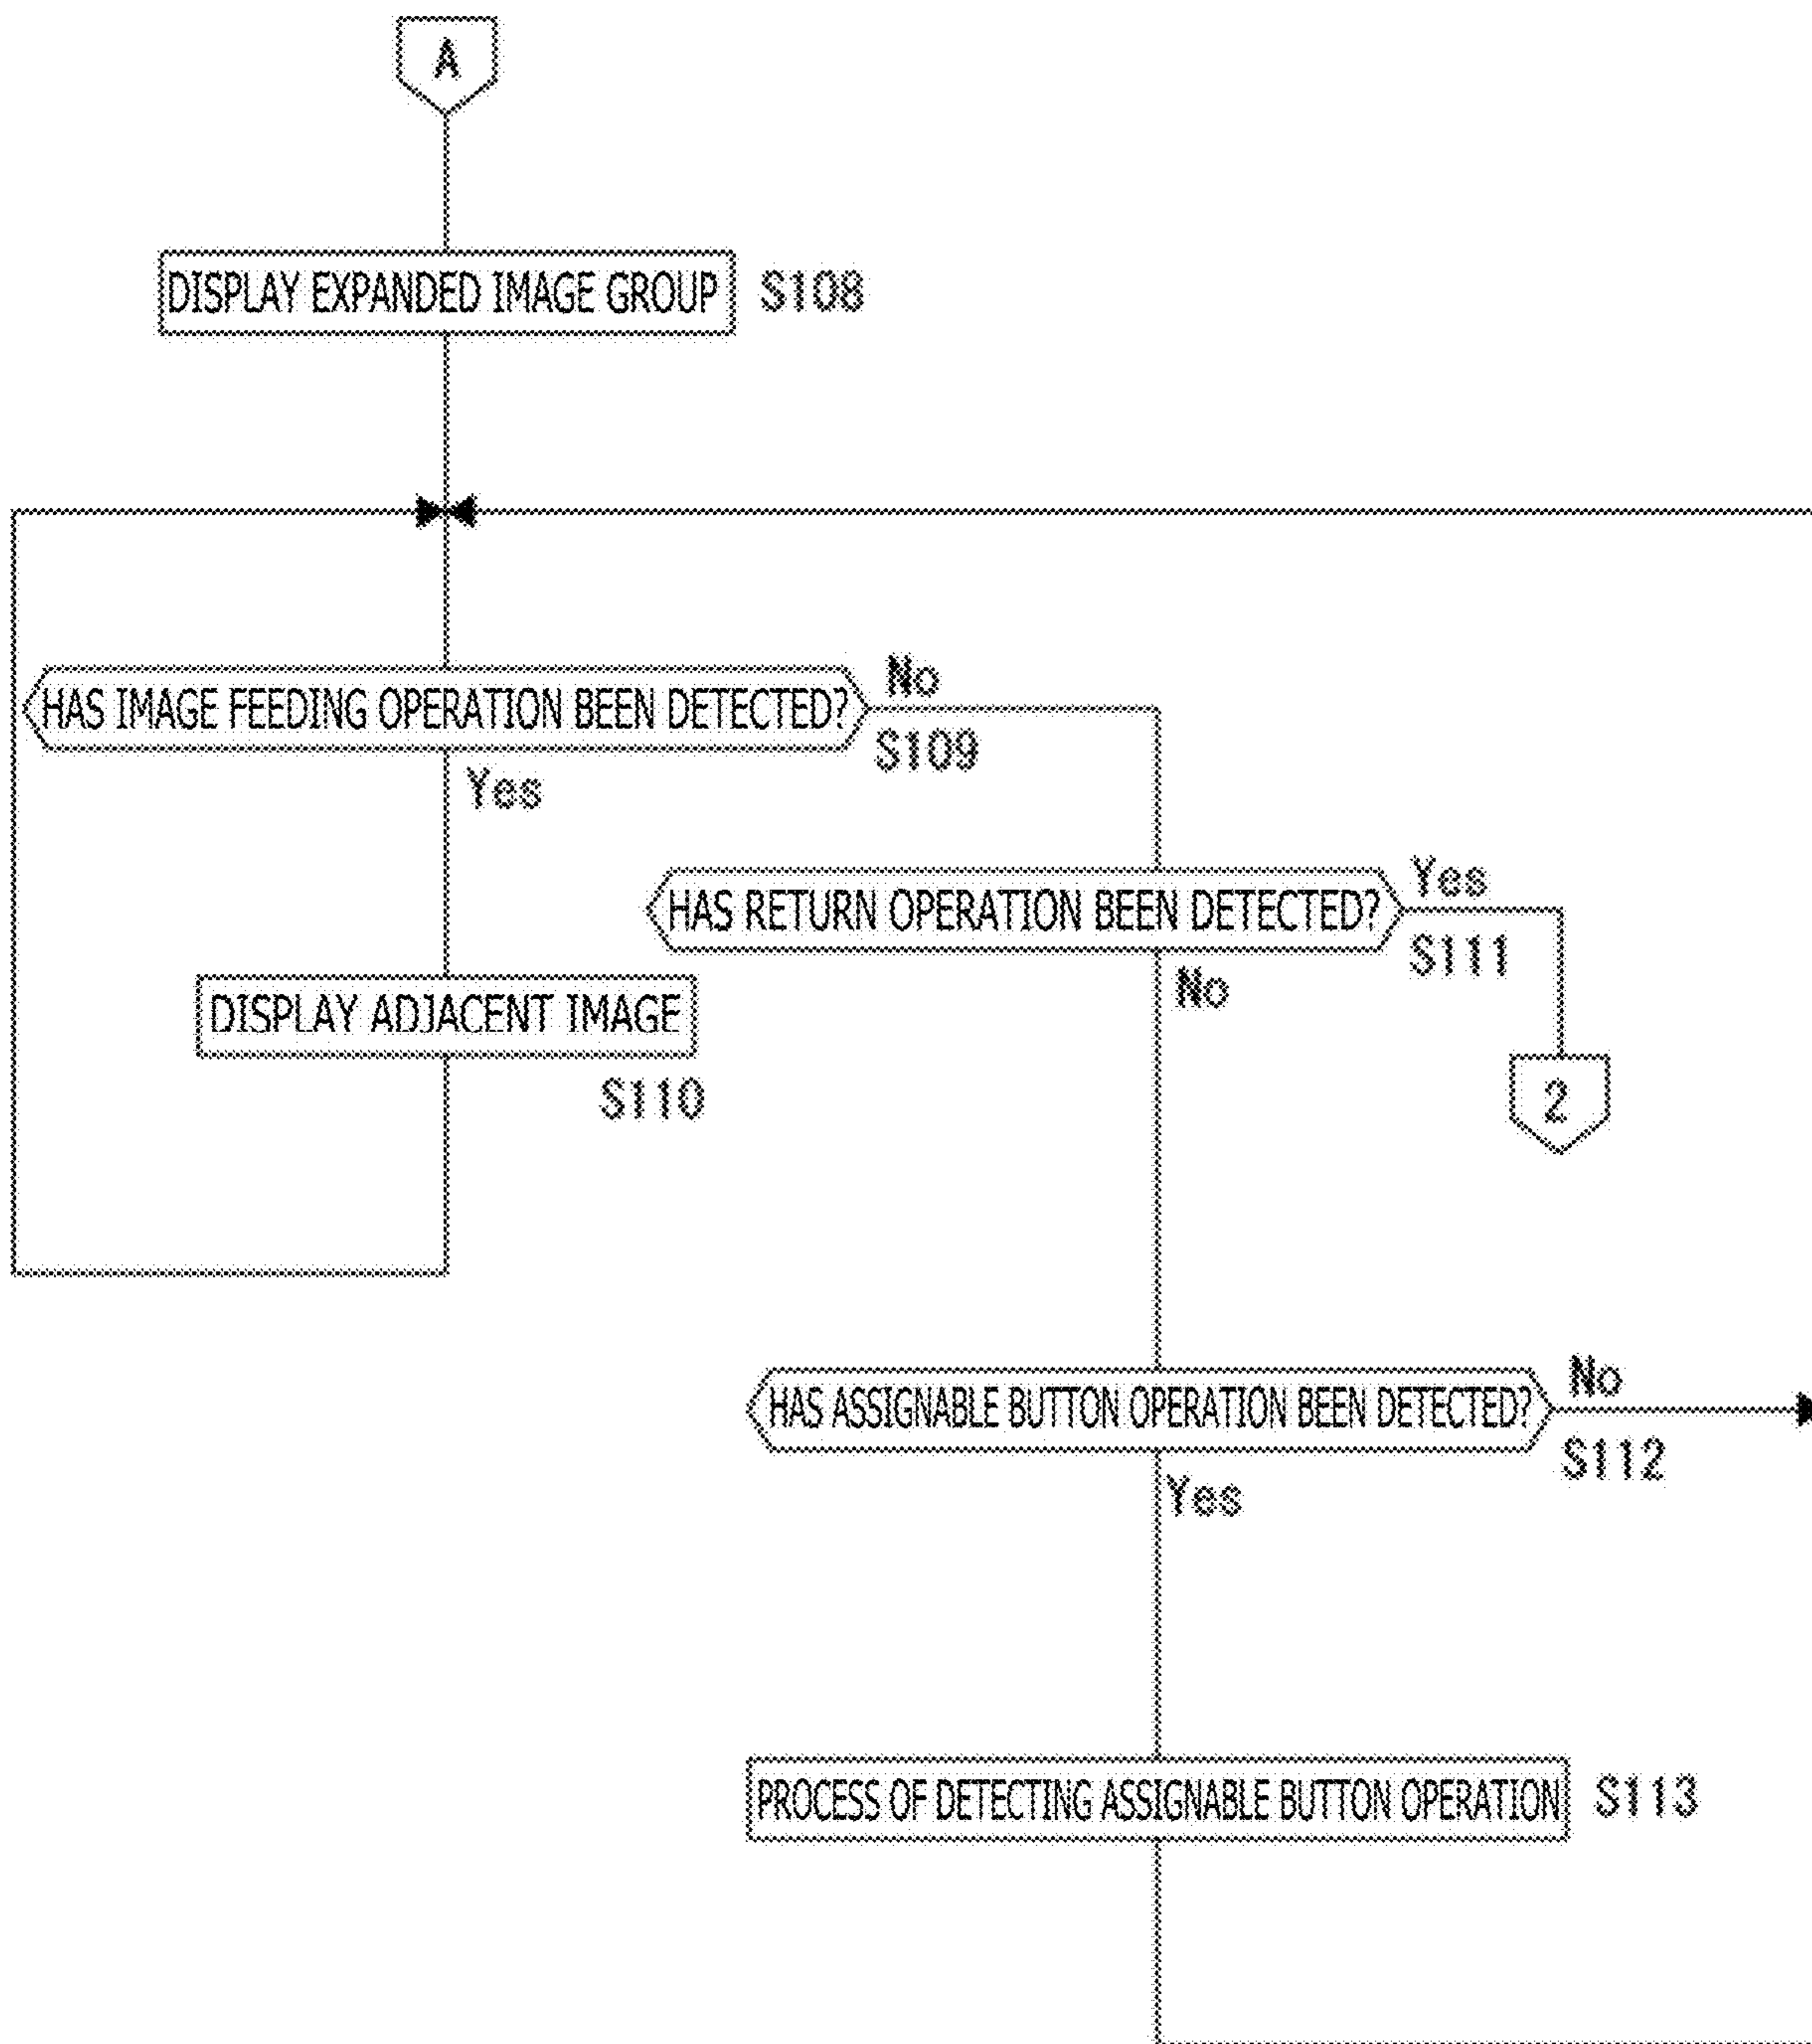 A
DISPLAY EXPANDED IMAGE GROUP S108
HAS IMAGE FEEDING OPERATION BEEN DETECTED?
No
S109
Yes
HAS RETURN OPERATION BEEN DETECTED?
Yes
S111
No
DISPLAY ADJACENT IMAGE
S110
2
HAS ASSIGNABLE BUTTON OPERATION BEEN DETECTED?
No
S112
Yes
PROCESS OF DETECTING ASSIGNABLE BUTTON OPERATION S113